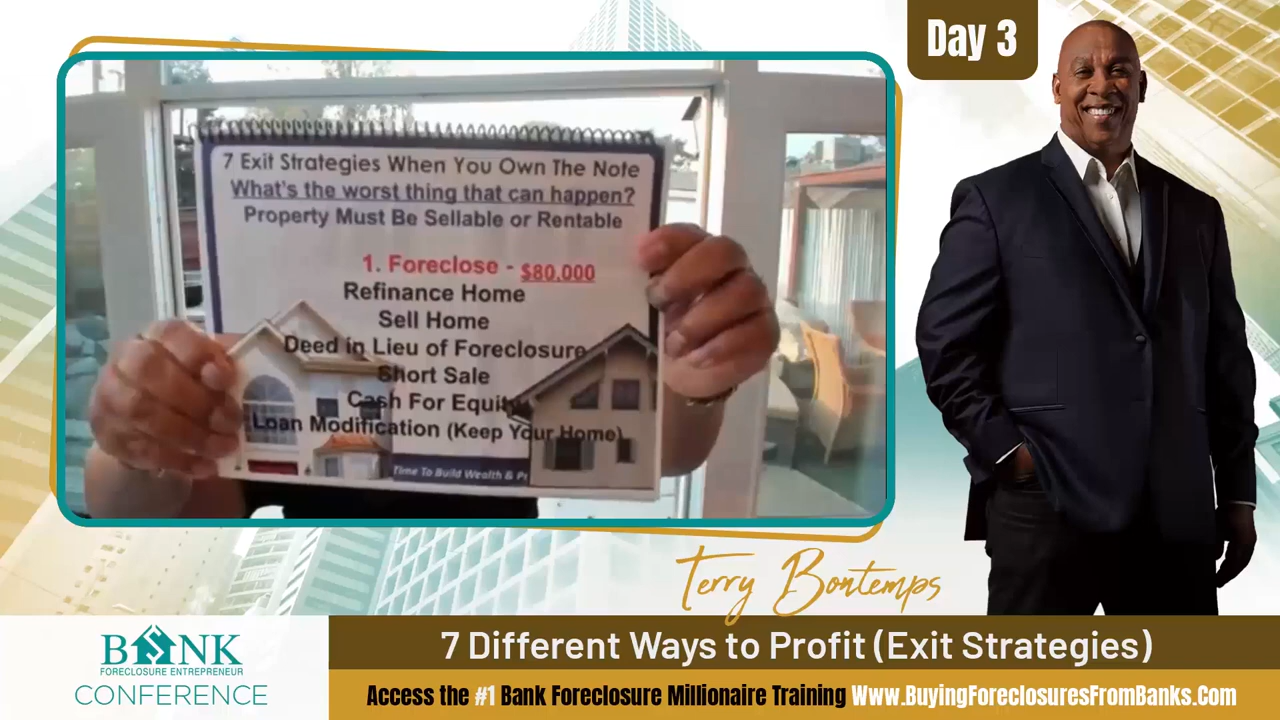 Day 3
7 Exit Strategies When You Own The Note
What's the worst thing that can happen?
Property Must Be Sellable or Rentable
1. Foreclose - $80,000
Refinance Home
Sell Home
Deed in Lieu of Foreclosure
Short Sale
Cash For Equity
Loan Modification (Keep Your Home)
Time To Build Wealth &
Terry Bontemps
BANK
FORECLOSURE ENTREPRENEUR
CONFERENCE
7 Different Ways to Profit (Exit Strategies)
Access the #1 Bank Foreclosure Millionaire Training Www.BuyingForeclosuresFromBanks.Com